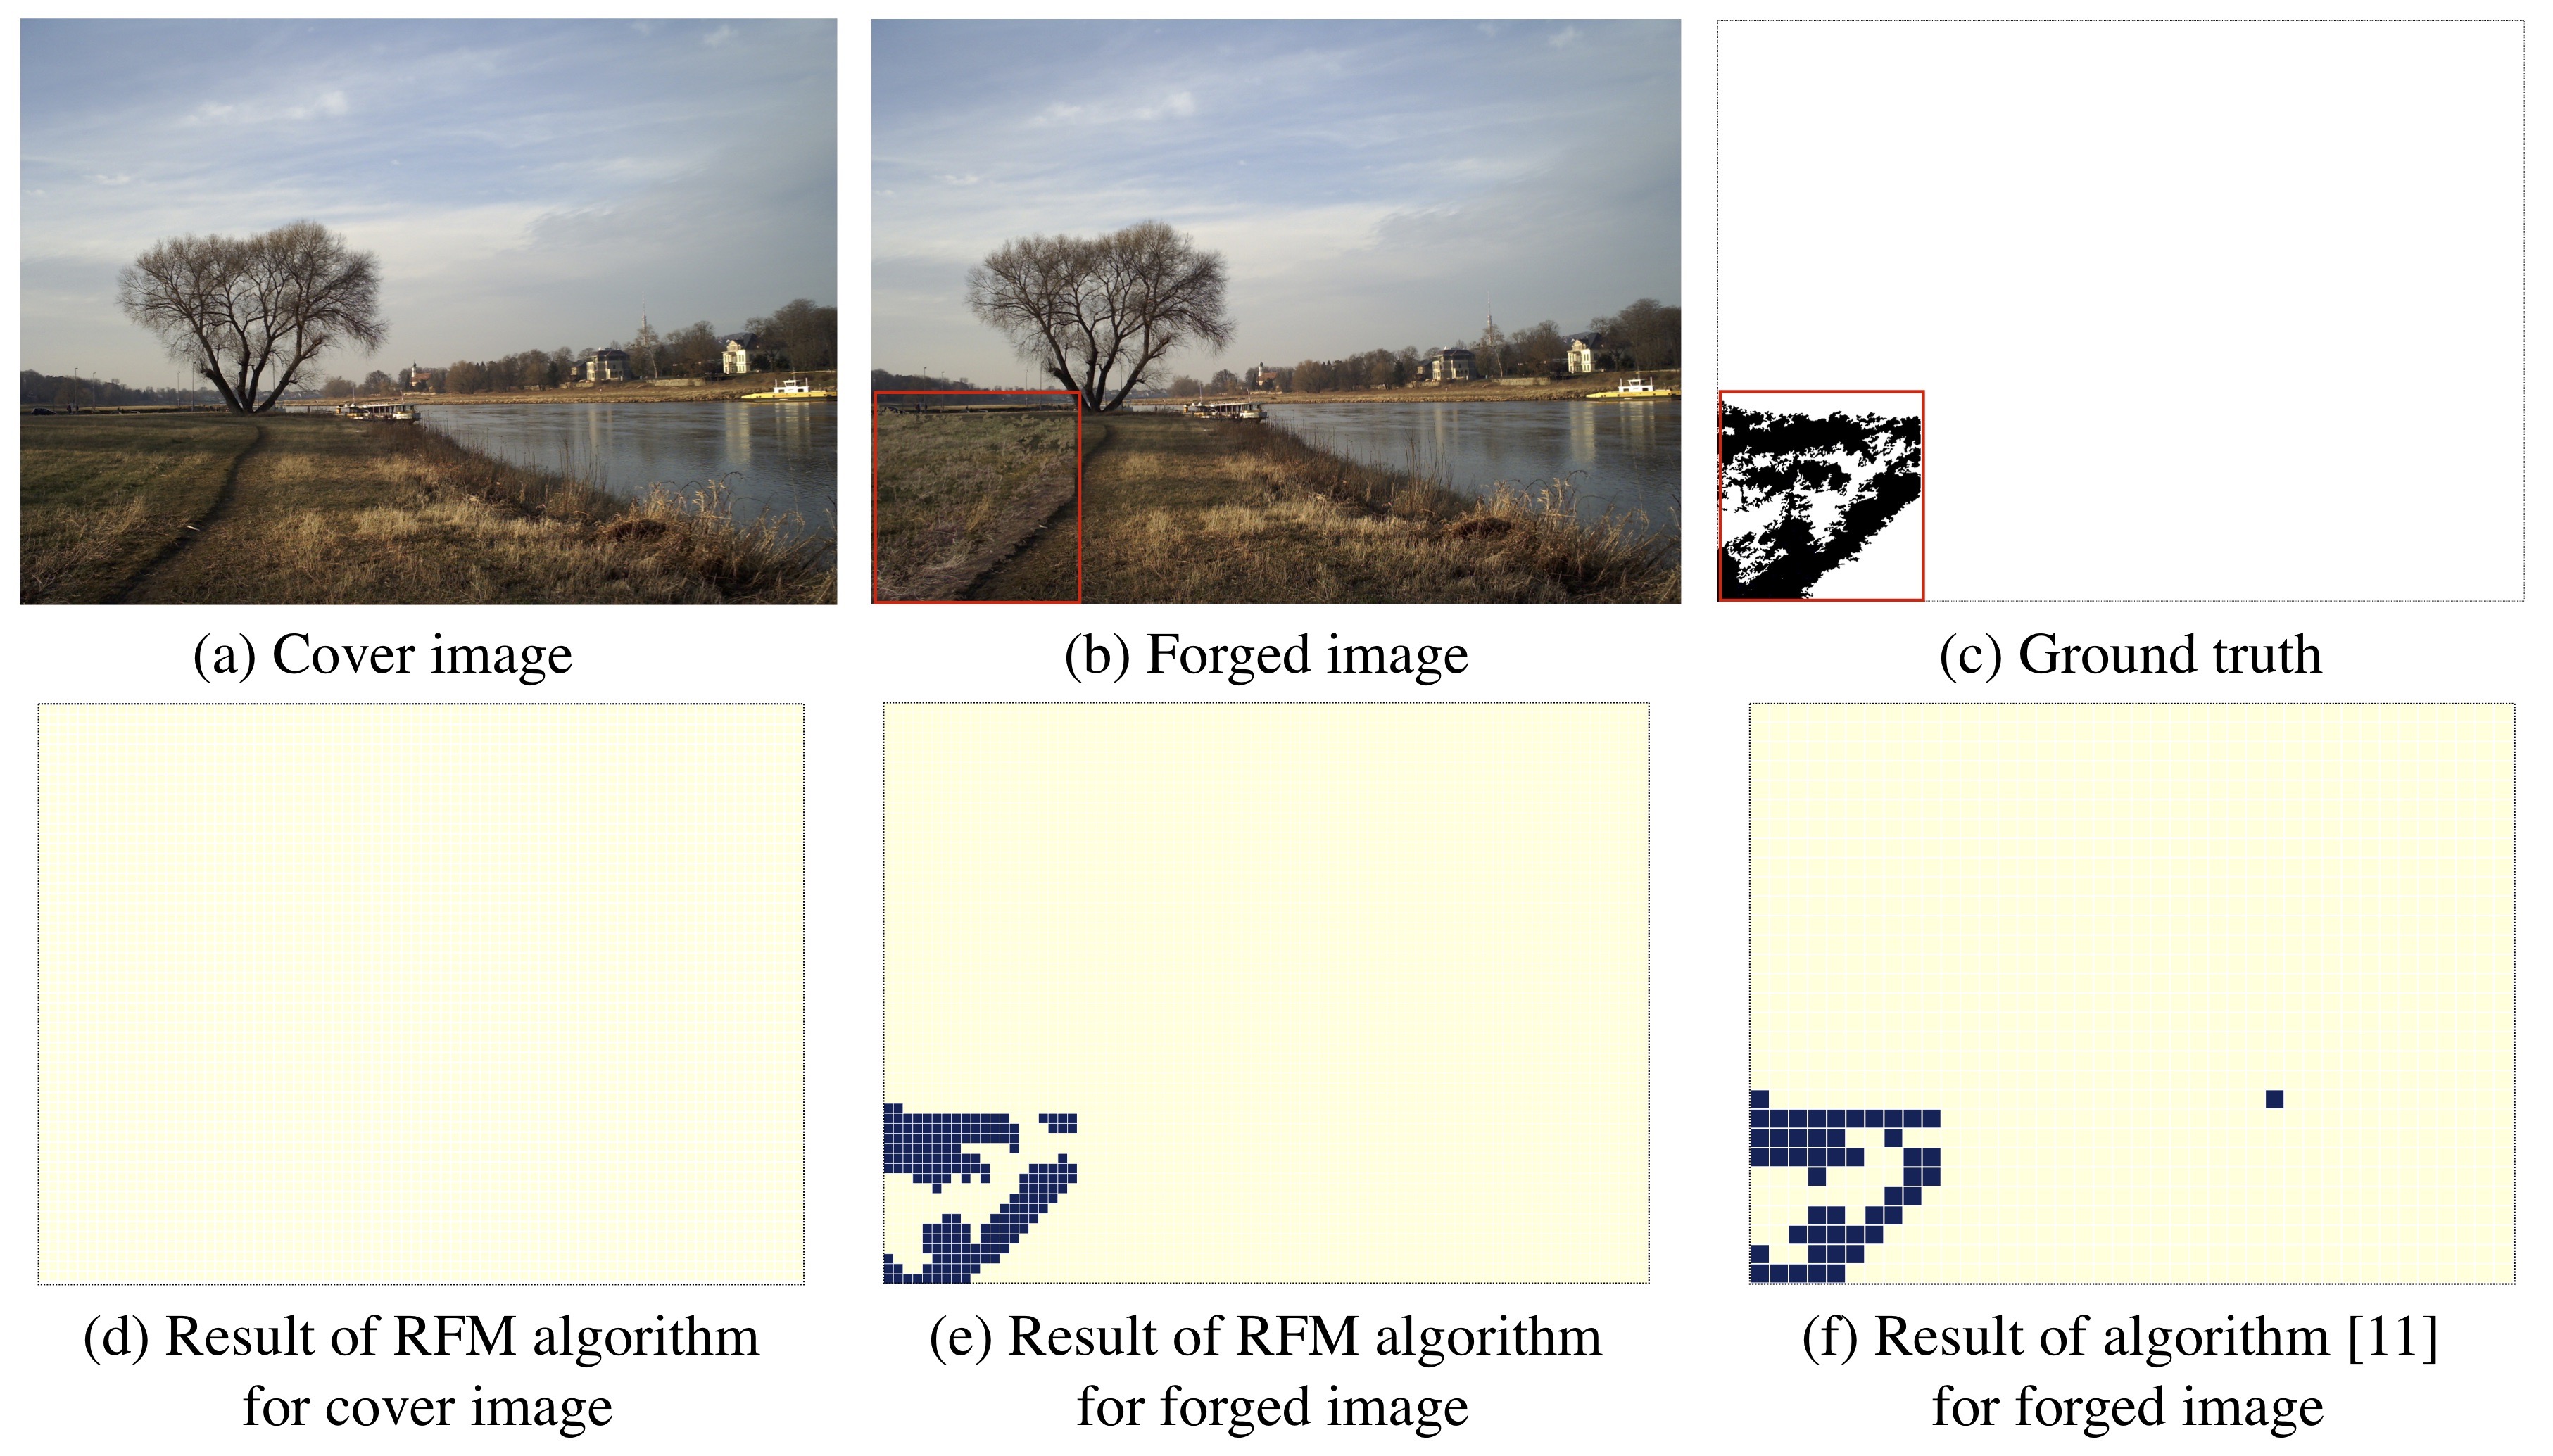 (a) Cover image
(b) Forged image
(c) Ground truth
(d) Result of RFM algorithm
for cover image
(e) Result of RFM algorithm
for forged image
(f) Result of algorithm [11]
for forged image